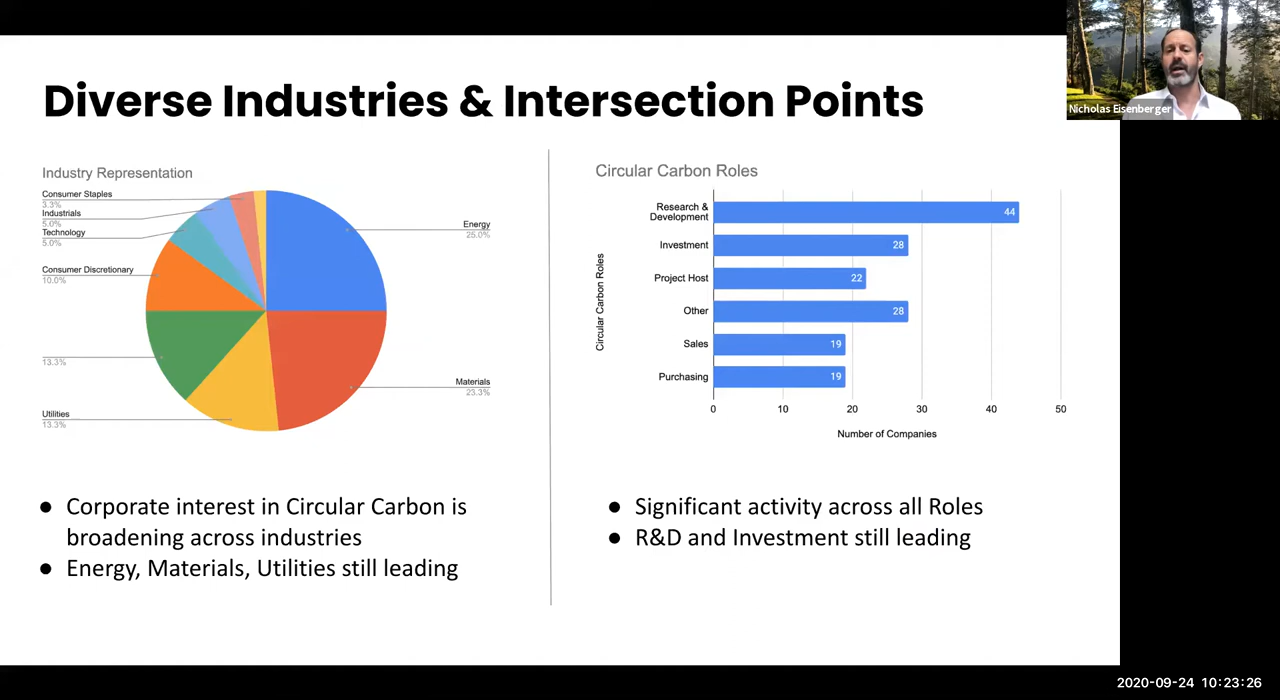 Diverse Industries & Intersection Points
Nicholas Eisenberger
Industry Representation
Consumer Staples
3.3%
Industrials
5.0%
Technology
5.0%
Consumer Discretionary
10.0%
13.3%
Utilities
13.3%
Energy
25.0%
Materials
23.3%
Circular Carbon Roles
Circular Carbon Roles
Research &
Development
44
Investment
28
Project Host
22
Other
28
Sales
19
Purchasing
19
0 10 20 30 40 50
Number of Companies
● Corporate interest in Circular Carbon is
broadening across industries
● Energy, Materials, Utilities still leading
● Significant activity across all Roles
● R&D and Investment still leading
2020-09-24 10:23:26